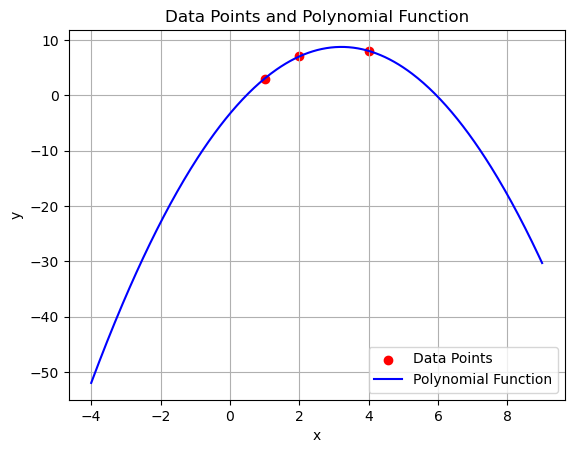 Data Points and Polynomial Function
10
0
−10
−20
−30
−40
−50
y
−4 −2 0 2 4 6 8
x
Data Points
Polynomial Function